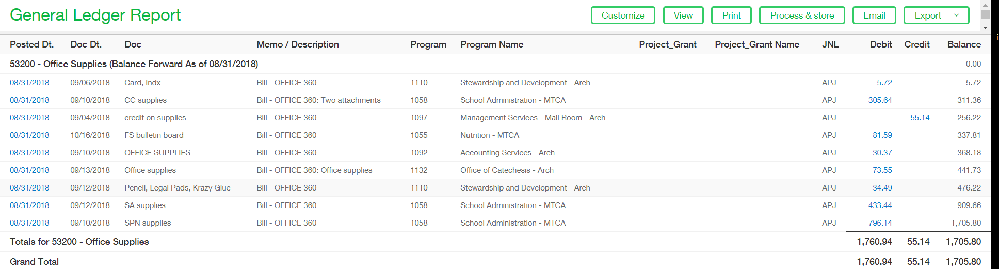 General Ledger Report Customize View Print Process & store Email Export
Posted Dt. Doc Dt. Doc Memo / Description Program Program Name Project_Grant Project_Grant Name JNL Debit Credit Balance
53200 - Office Supplies (Balance Forward As of 08/31/2018) 0.00
08/31/2018 09/06/2018 Card, Indx Bill - OFFICE 360 1110 Stewardship and Development - Arch APJ 5.72 5.72
08/31/2018 09/10/2018 CC supplies Bill - OFFICE 360: Two attachments 1058 School Administration - MTCA APJ 305.64 311.36
08/31/2018 09/04/2018 credit on supplies Bill - OFFICE 360 1097 Management Services - Mail Room - Arch APJ 55.14 256.22
08/31/2018 10/16/2018 FS bulletin board Bill - OFFICE 360 1055 Nutrition - MTCA APJ 81.59 337.81
08/31/2018 09/10/2018 OFFICE SUPPLIES Bill - OFFICE 360 1092 Accounting Services - Arch APJ 30.37 368.18
08/31/2018 09/13/2018 Office supplies Bill - OFFICE 360: Office supplies 1132 Office of Catechesis - Arch APJ 73.55 441.73
08/31/2018 09/12/2018 Pencil, Legal Pads, Krazy Glue Bill - OFFICE 360 1110 Stewardship and Development - Arch APJ 34.49 476.22
08/31/2018 09/12/2018 SA supplies Bill - OFFICE 360 1058 School Administration - MTCA APJ 433.44 909.66
08/31/2018 09/10/2018 SPN supplies Bill - OFFICE 360 1058 School Administration - MTCA APJ 796.14 1,705.80
Totals for 53200 - Office Supplies 1,760.94 55.14 1,705.80
Grand Total 1,760.94 55.14 1,705.80